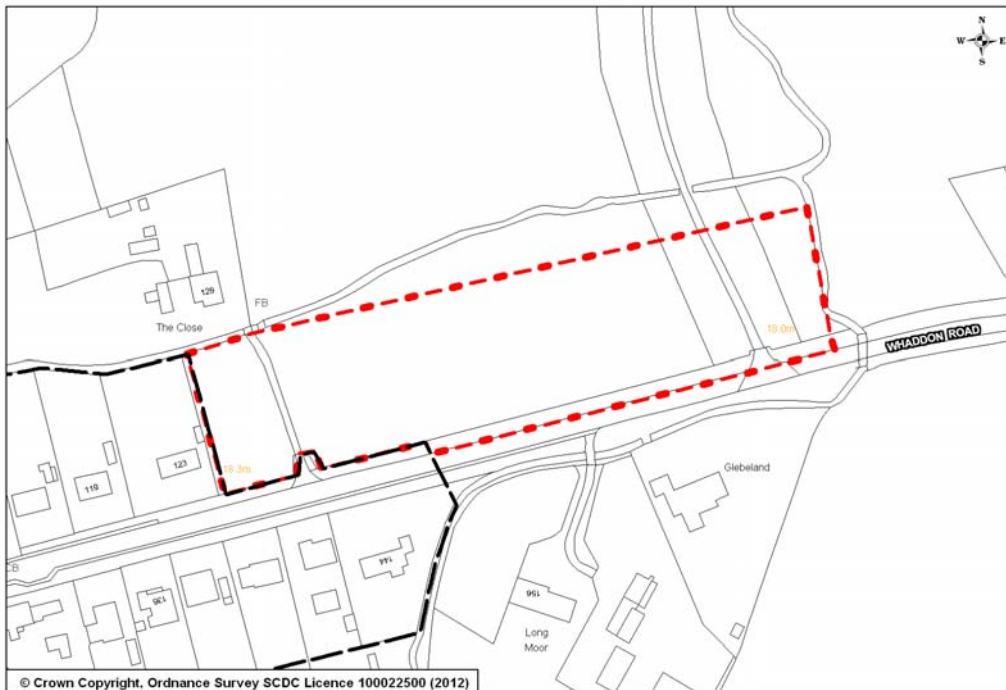 N
W E
S
129
FB
The Close
18.0m
WHADDON ROAD
123
18.3m
119
Glebeland
144
136
156
Long
Moor
© Crown Copyright, Ordnance Survey SCDC Licence 100022500 (2012)